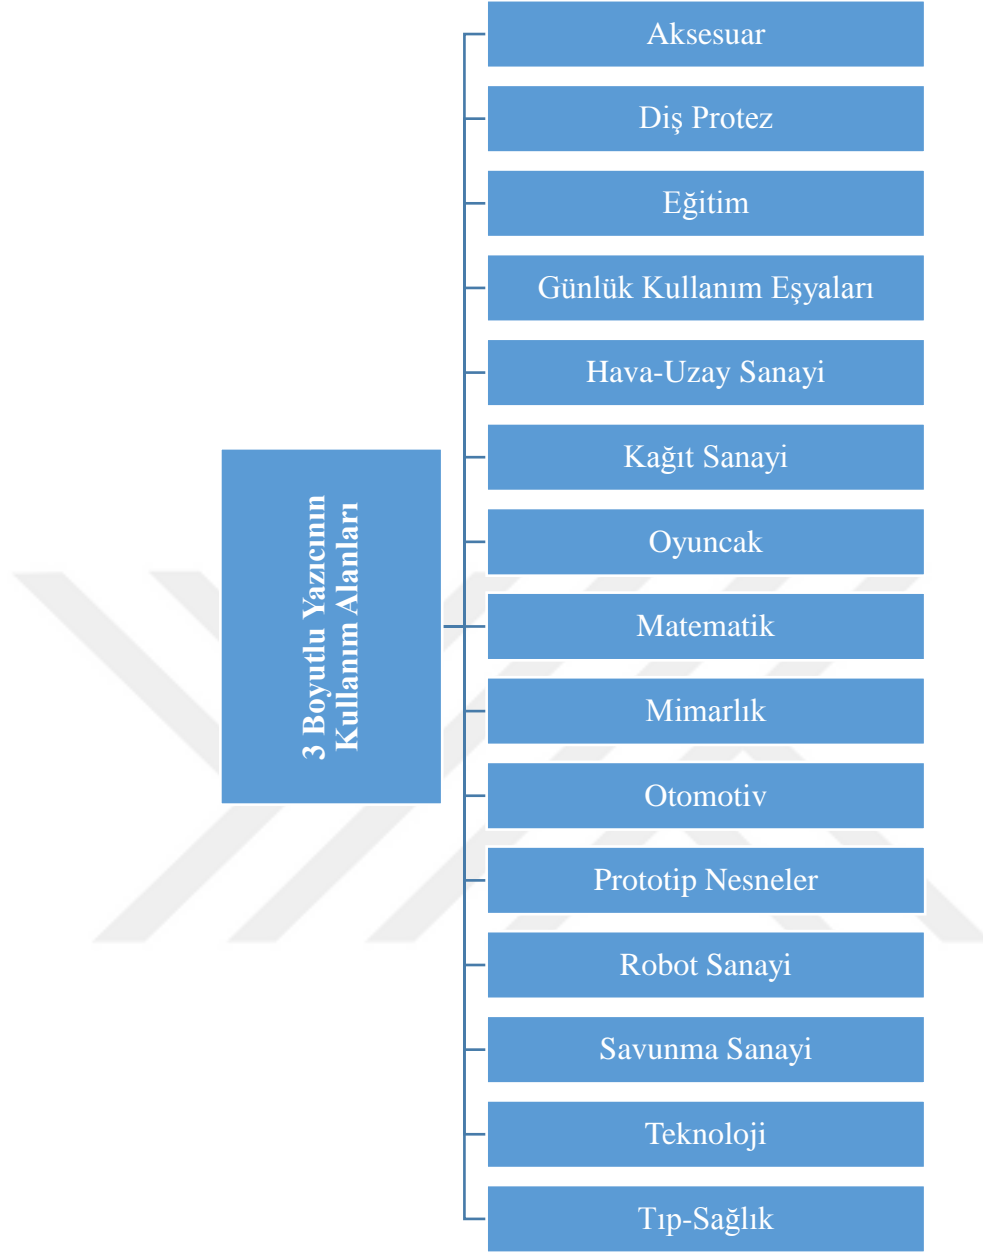 3 Boyutlu Yazıcının
Kullanım Alanları
Aksesuar
Diş Protez
Eğitim
Günlük Kullanım Eşyaları
Hava-Uzay Sanayi
Kağıt Sanayi
Oyuncak
Matematik
Mimarlık
Otomotiv
Prototip Nesneler
Robot Sanayi
Savunma Sanayi
Teknoloji
Tıp-Sağlık